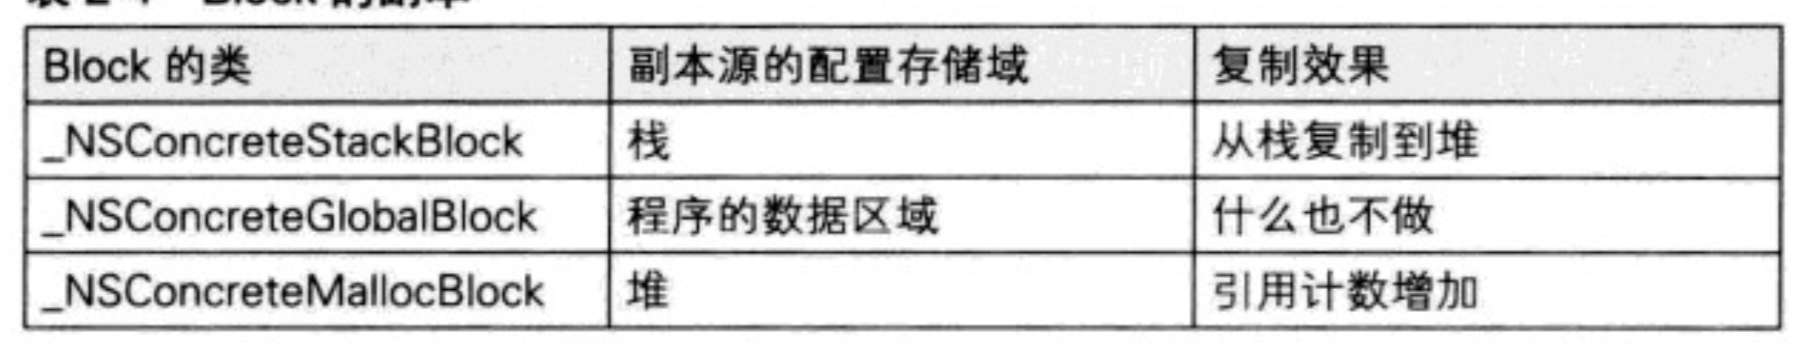 Block 的类 副本源的配置存储域 复制效果
_NSConcreteStackBlock 栈 从栈复制到堆
_NSConcreteGlobalBlock 程序的数据区域 什么也不做
_NSConcreteMallocBlock 堆 引用计数增加